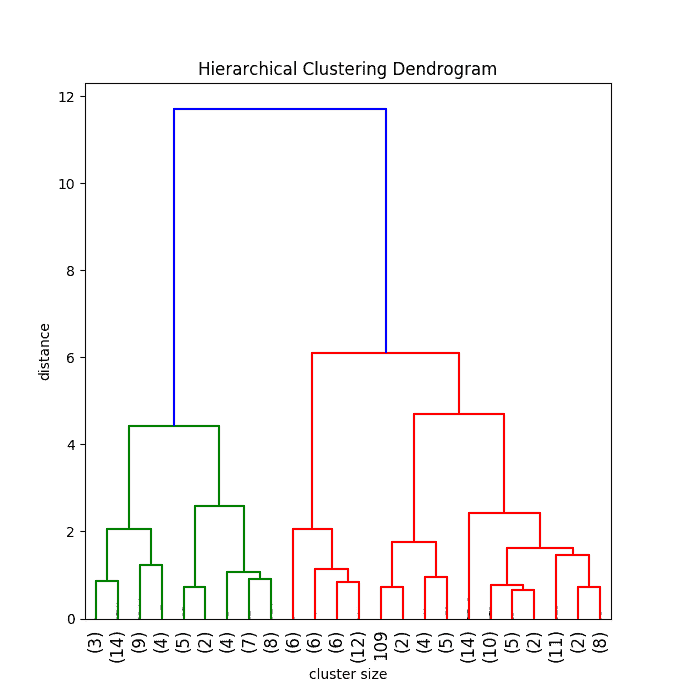 Hierarchical Clustering Dendrogram
12
10
8
6
4
2
0
distance
(3) (14) (9) (4) (5) (2) (4) (7) (8) (6) (6) (6) (12) 109 (2) (4) (5) (14) (10) (5) (2) (11) (2) (8)
cluster size